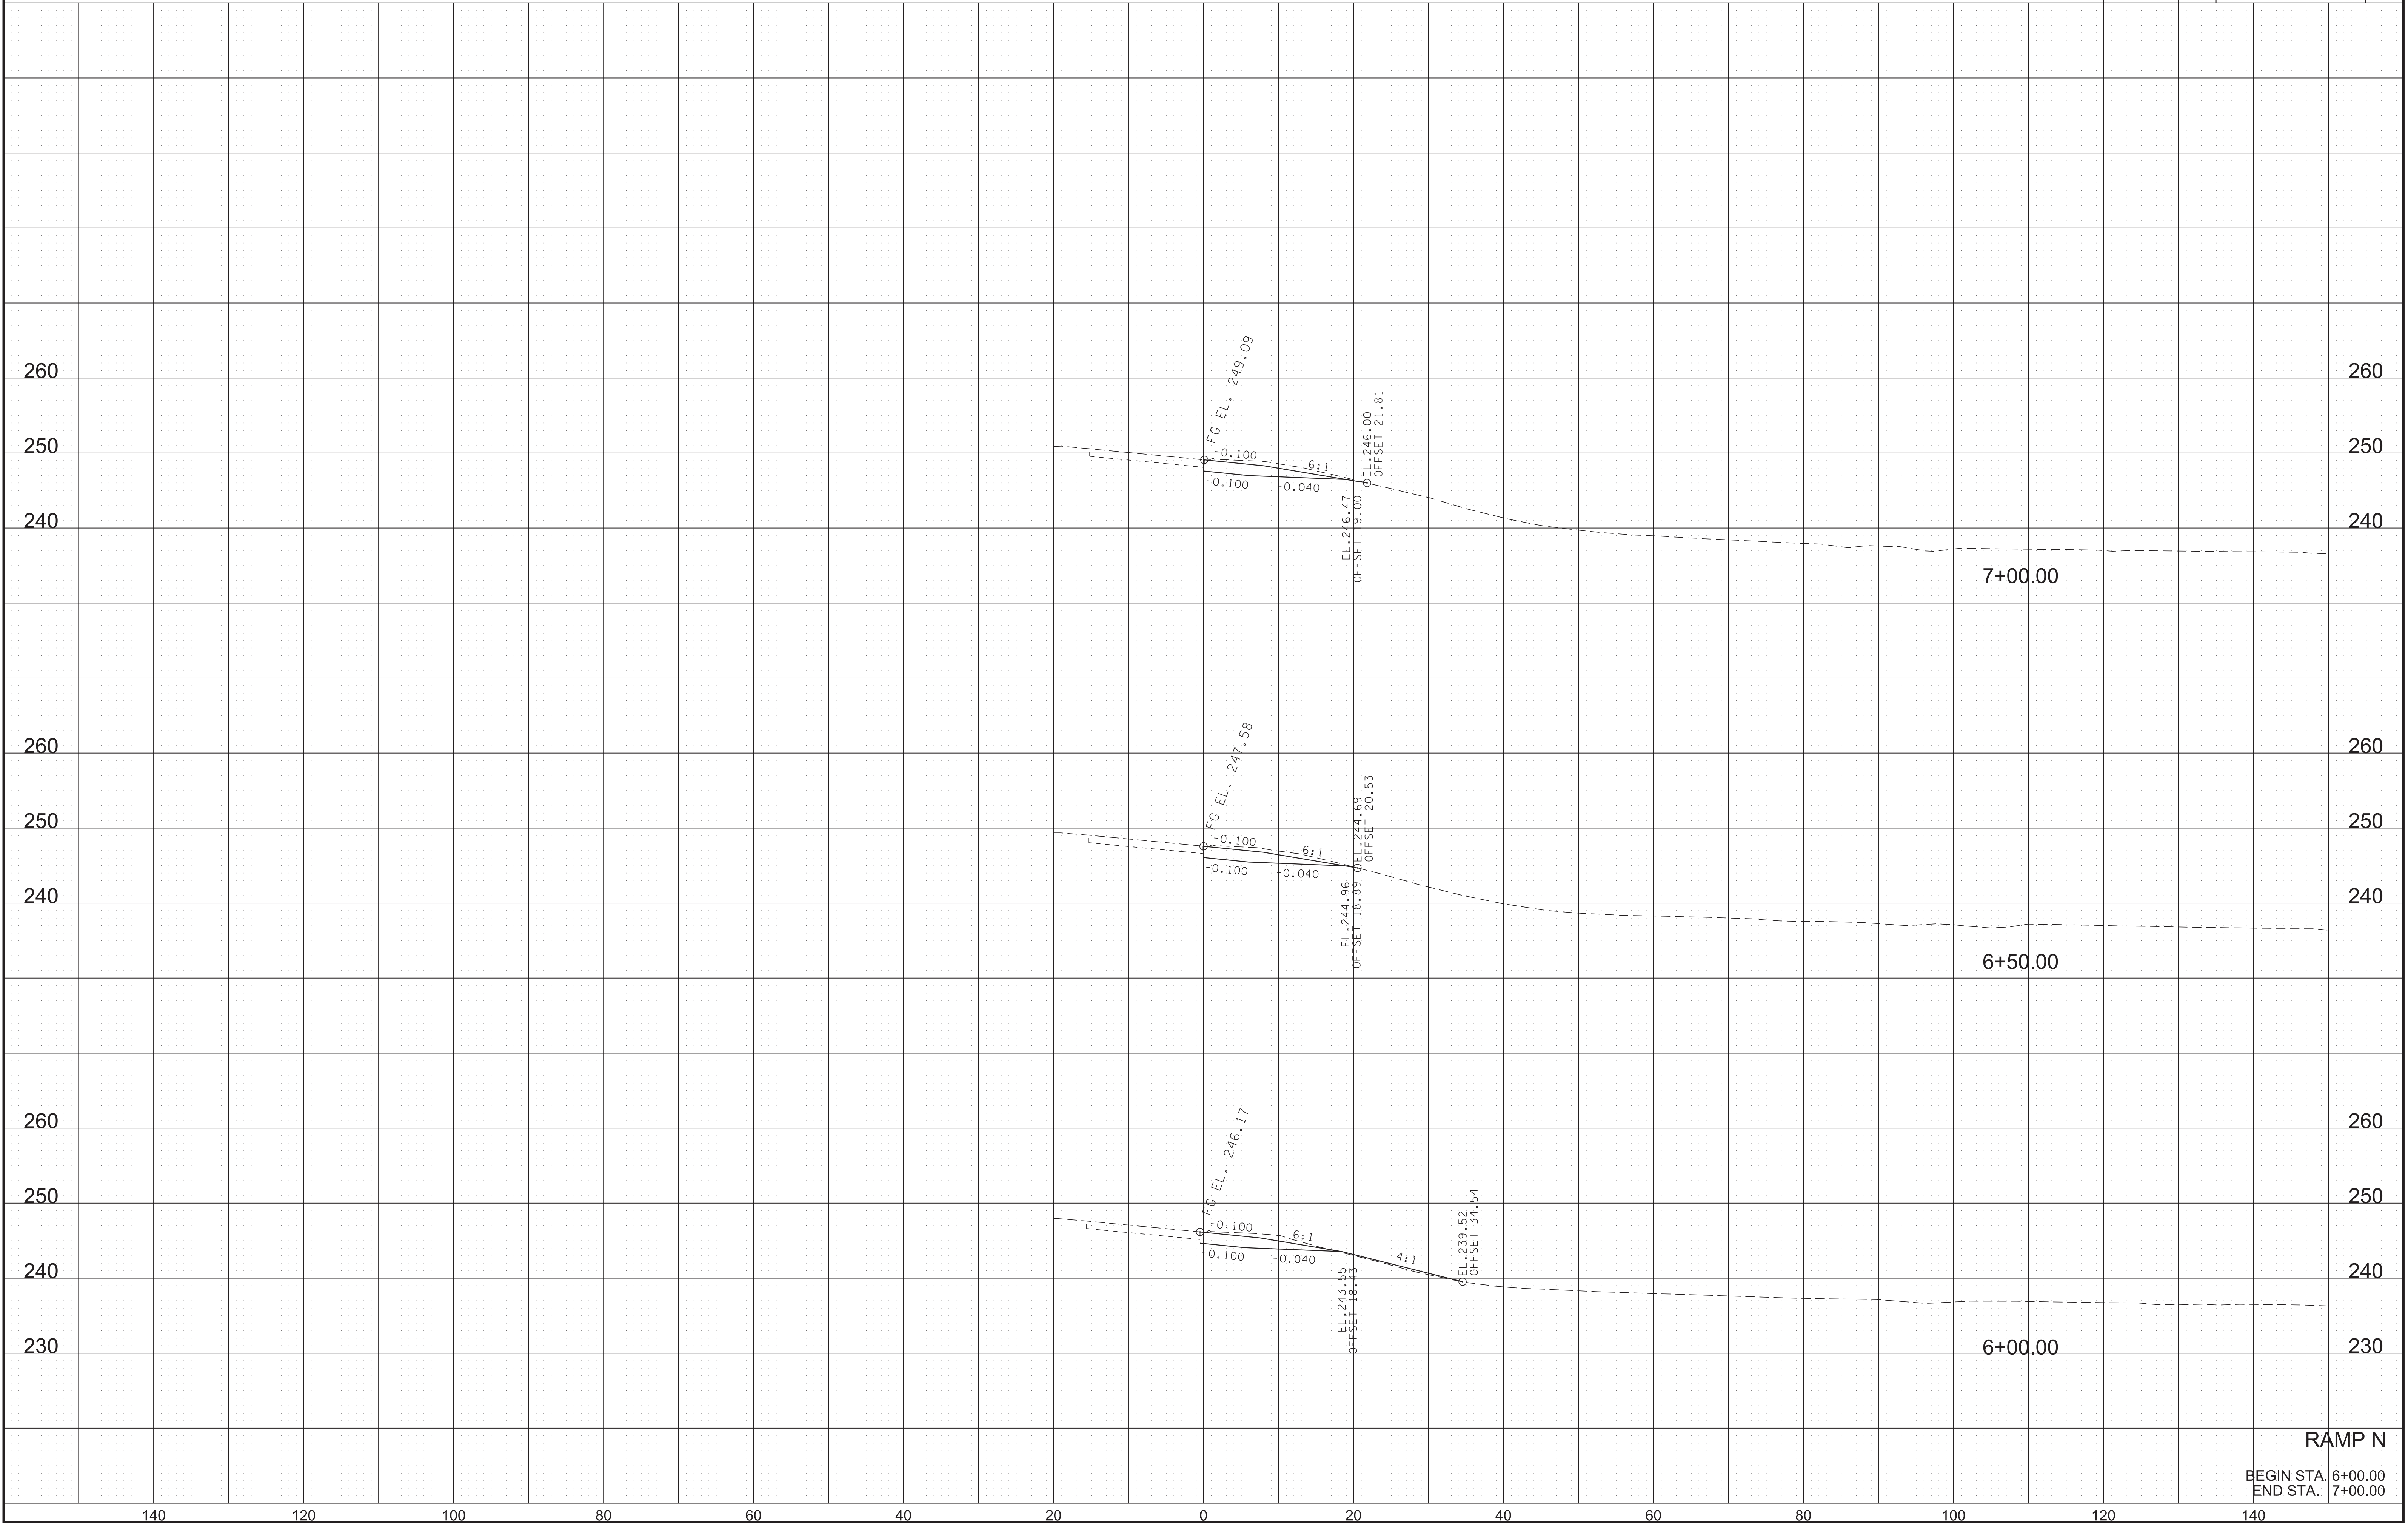 FG EL. 249.09
260 260
EL.246.00
OFFSET 21.81
250 250
-0.100 6:1
-0.100 -0.040
EL.246.47
OFFSET 19.00
240 240
7+00.00
FG EL. 247.58
260 260
EL.244.69
OFFSET 20.53
250 250
-0.100 6:1
-0.100 -0.040
EL.244.96
OFFSET 18.89
240 240
6+50.00
FG EL. 246.17
260 260
250 250
EL.239.52
OFFSET 34.54
-0.100 6:1
-0.100 -0.040 4:1
240 240
EL.243.55
OFFSET 18.43
230 230
6+00.00
RAMP N
BEGIN STA. 6+00.00
END STA. 7+00.00
140 120 100 80 60 40 20 0 20 40 60 80 100 120 140